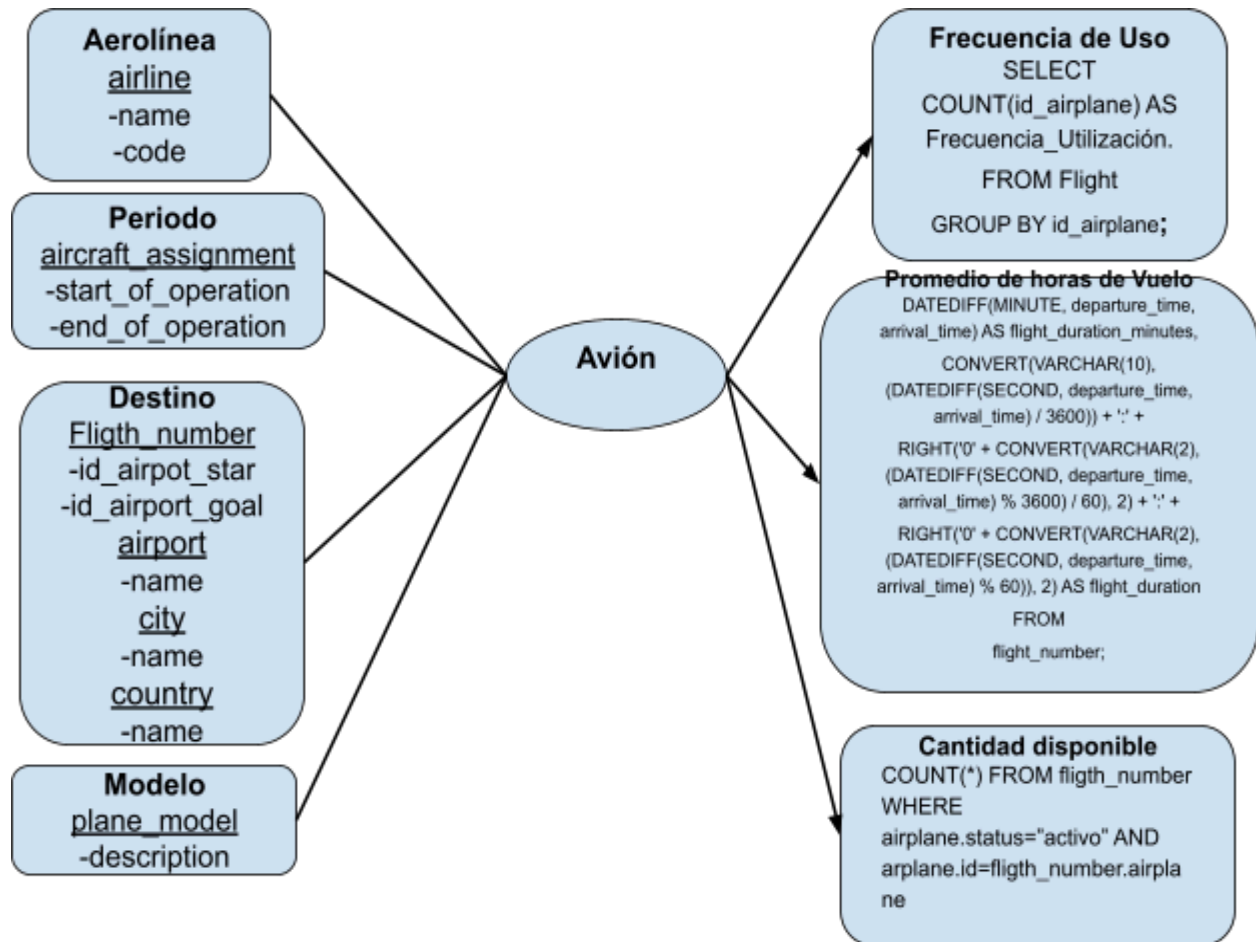 Aerolínea
airline
-name
-code
Periodo
aircraft_assignment
-start_of_operation
-end_of_operation
Destino
Fligth_number
-id_airpot_star
-id_airport_goal
airport
-name
city
-name
country
-name
Modelo
plane_model
-description
Avión
Frecuencia de Uso
SELECT
COUNT(id_airplane) AS
Frecuencia_Utilización.
FROM Flight
GROUP BY id_airplane;
Promedio de horas de Vuelo
DATEDIFF(MINUTE, departure_time,
arrival_time) AS flight_duration_minutes,
CONVERT(VARCHAR(10),
(DATEDIFF(SECOND, departure_time,
arrival_time) / 3600)) + ':' +
RIGHT('0' + CONVERT(VARCHAR(2),
(DATEDIFF(SECOND, departure_time,
arrival_time) % 3600) / 60), 2) + ':' +
RIGHT('0' + CONVERT(VARCHAR(2),
(DATEDIFF(SECOND, departure_time,
arrival_time) % 60)), 2) AS flight_duration
FROM
flight_number;
Cantidad disponible
COUNT(*) FROM fligth_number
WHERE
airplane.status="activo" AND
arplane.id=fligth_number.airpla
ne